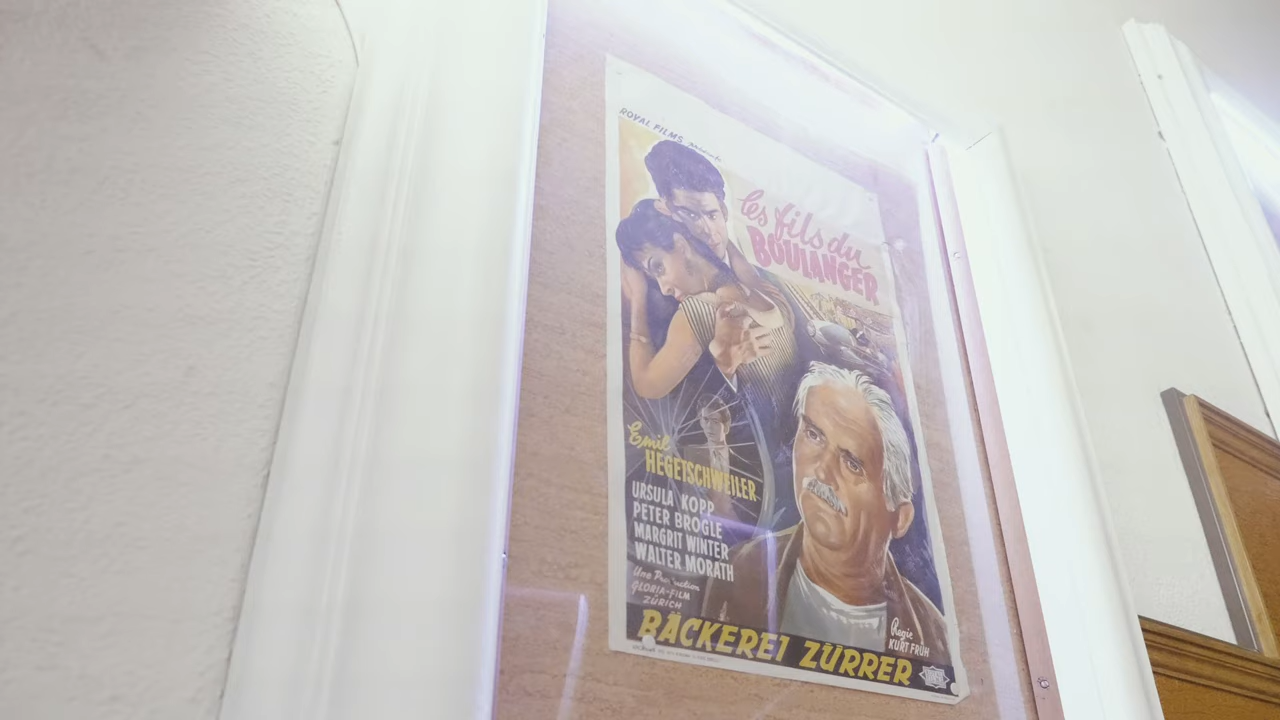 ROYAL FILMS présente
les fils du
BOULANGER
Emil
HEGETSCHWEILER
URSULA KOPP
PETER BROGLE
MARGRIT WINTER
WALTER MORATH
Une Production
GLORIA-FILM
ZÜRICH
Regie
KURT FRÜH
BÄCKEREI ZÜRRER